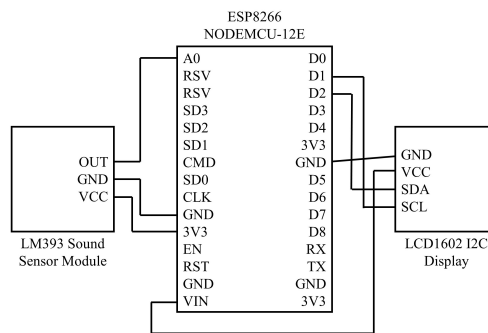 ESP8266
NODEMCU-12E
A0
RSV
RSV
SD3
SD2
SD1
CMD
SD0
CLK
GND
3V3
EN
RST
GND
VIN
D0
D1
D2
D3
D4
3V3
GND
D5
D6
D7
D8
RX
TX
GND
3V3
OUT
GND
VCC
LM393 Sound
Sensor Module
GND
VCC
SDA
SCL
LCD1602 I2C
Display